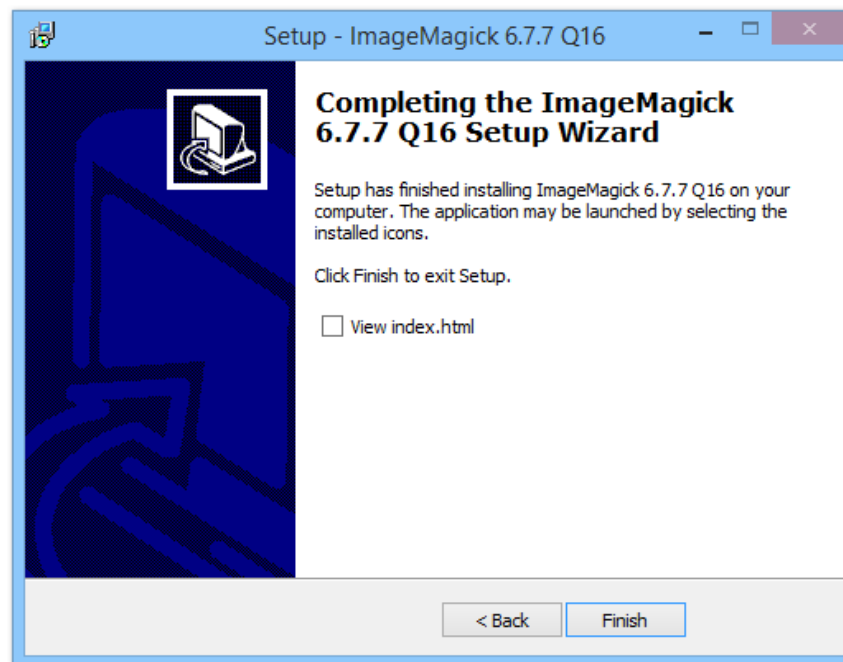 Setup - ImageMagick 6.7.7 Q16
Completing the ImageMagick
6.7.7 Q16 Setup Wizard
Setup has finished installing ImageMagick 6.7.7 Q16 on your
computer. The application may be launched by selecting the
installed icons.
Click Finish to exit Setup.
View index.html
< Back Finish